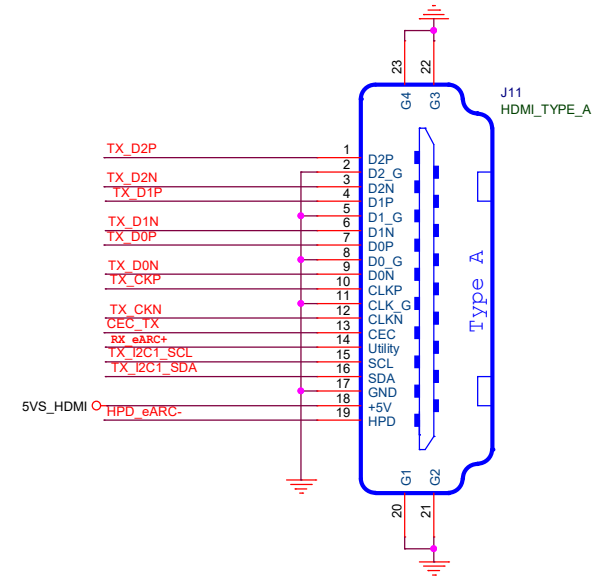 23
22
G4
G3
J11
HDMI_TYPE_A
TX_D2P 1 D2P
2 D2_G
TX_D2N 3 D2N
TX_D1P 4 D1P
5 D1_G
TX_D1N 6 D1N
TX_D0P 7 D0P
8 D0_G
TX_D0N 9 D0N
TX_CKP 10 CLKP
11 CLK_G
TX_CKN 12 CLKN
CEC_TX 13 CEC
RX_eARC+ 14 Utility
TX_I2C1_SCL 15 SCL
TX_I2C1_SDA 16 SDA
17 GND
5VS_HDMI 18 +5V
HPD_eARC- 19 HPD
Type A
G1
G2
20
21